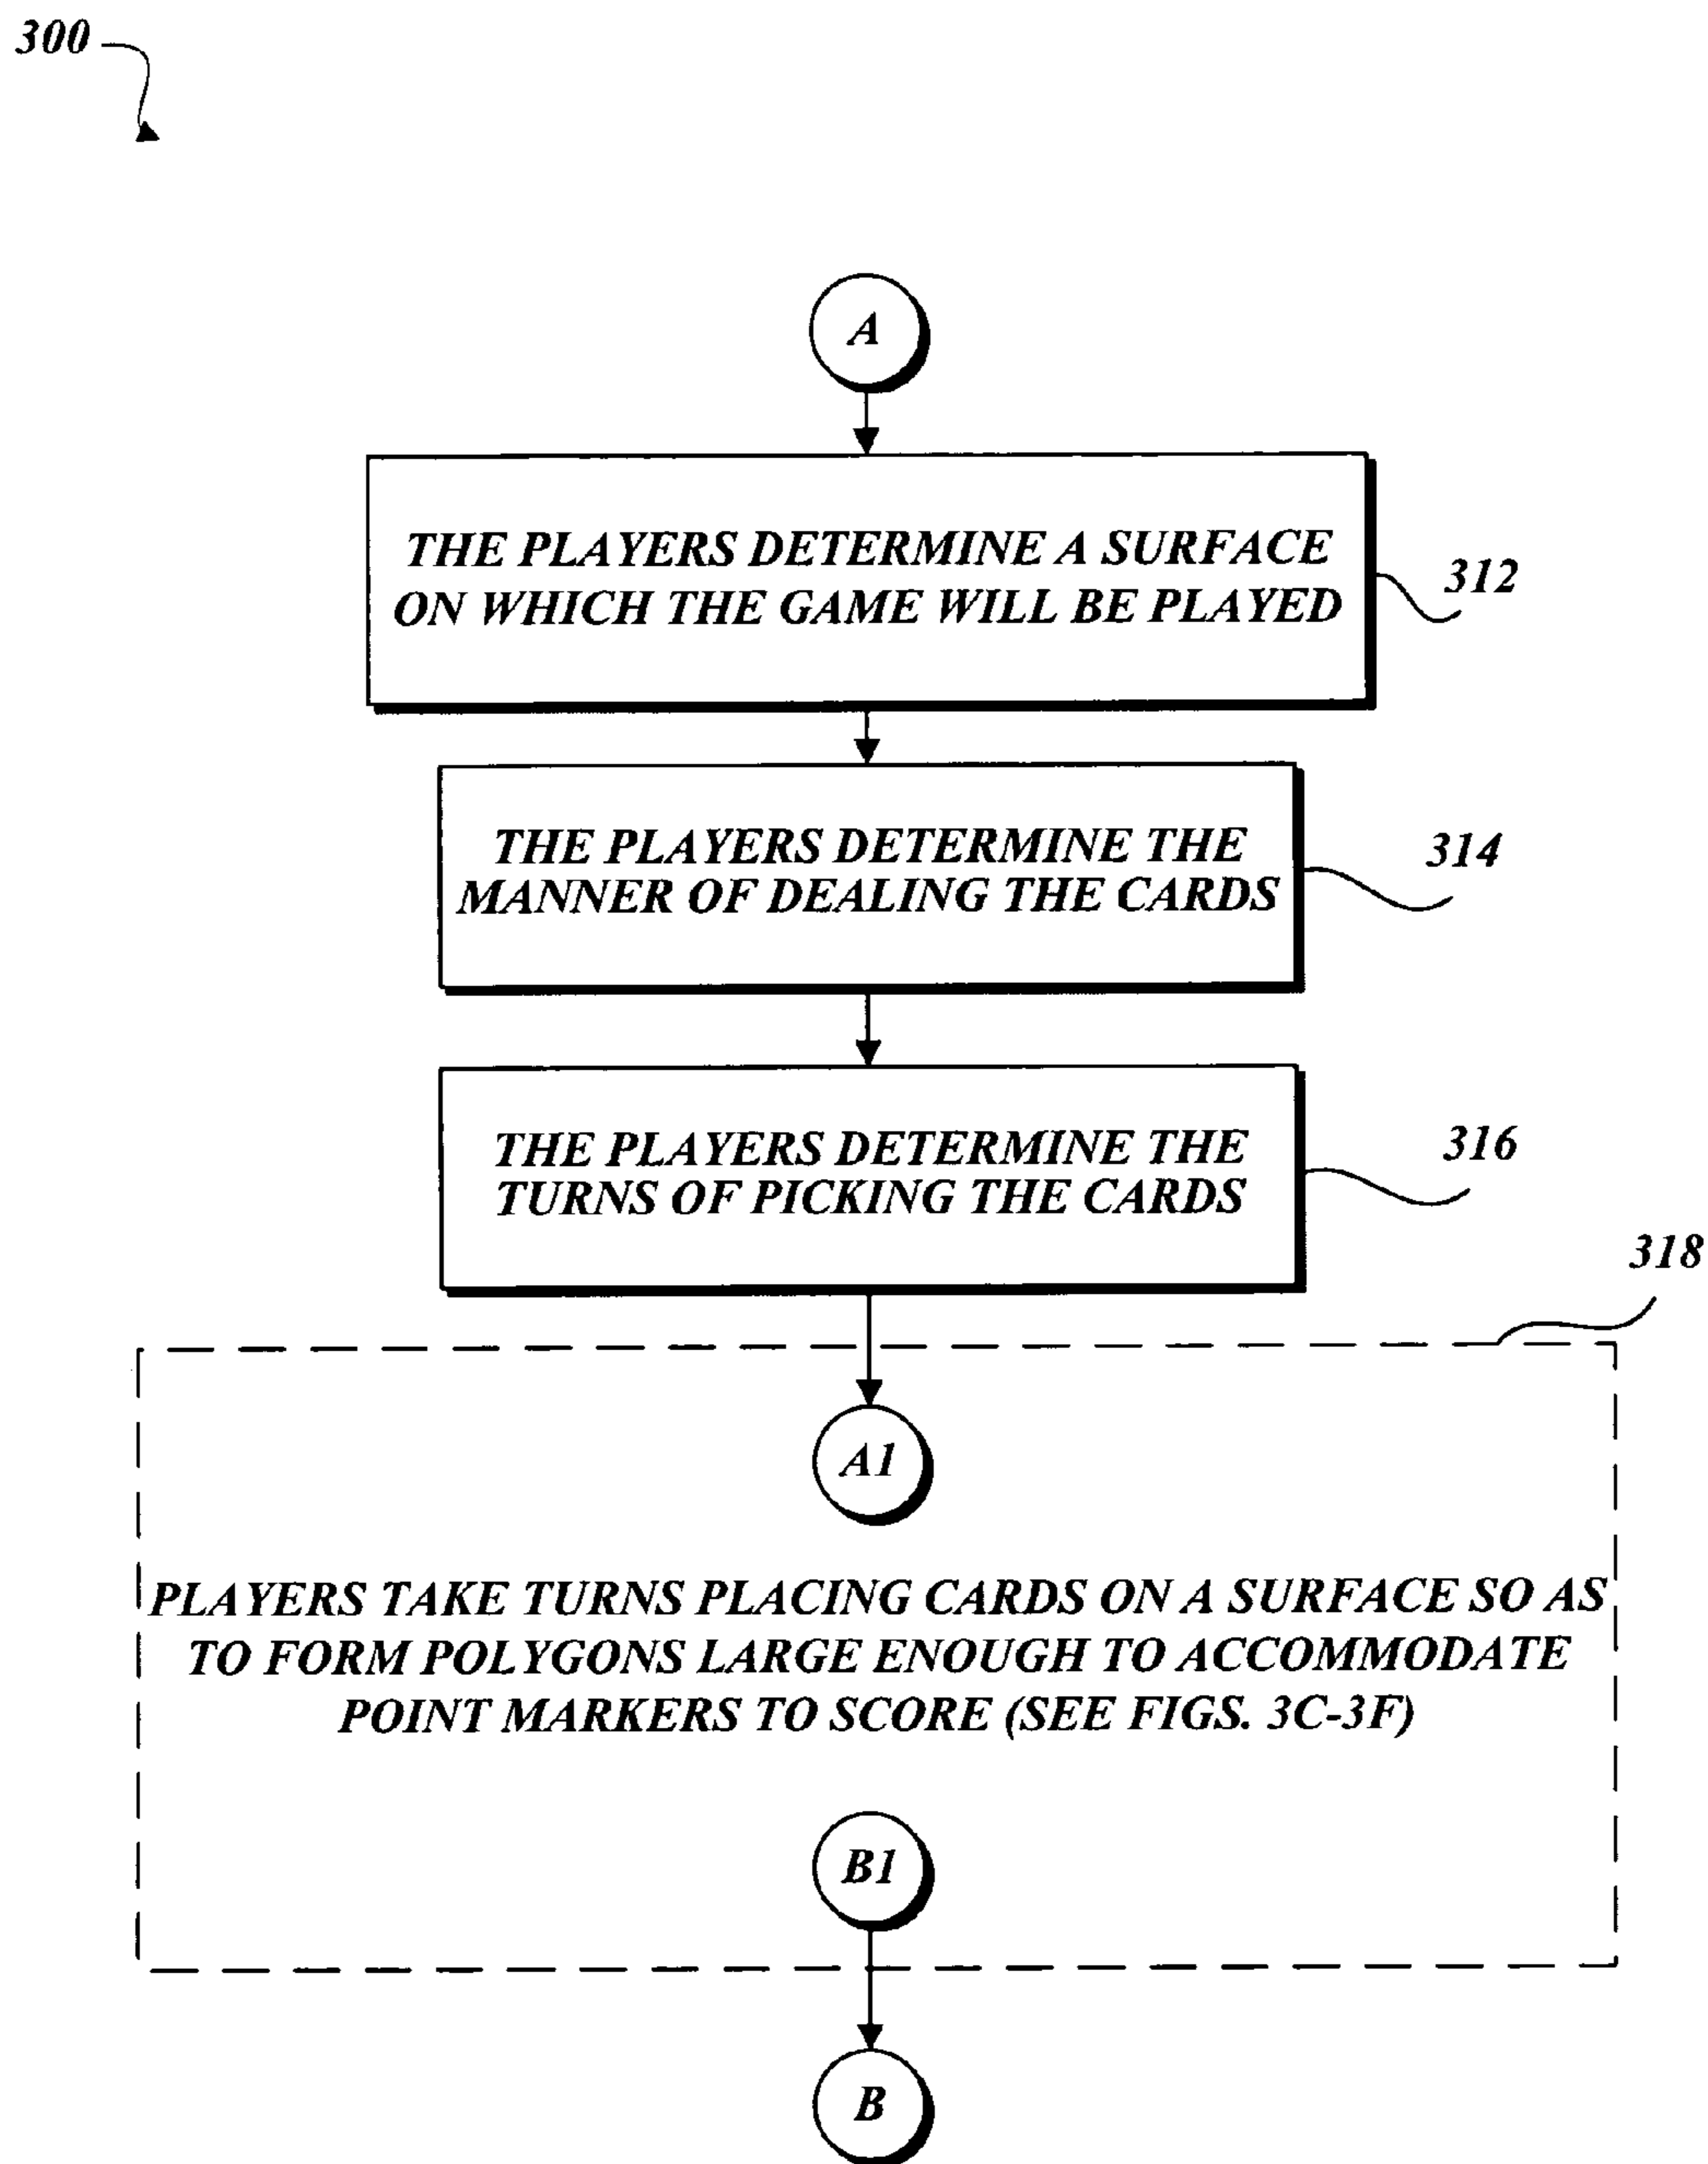 300
A
THE PLAYERS DETERMINE A SURFACE
ON WHICH THE GAME WILL BE PLAYED
312
THE PLAYERS DETERMINE THE
MANNER OF DEALING THE CARDS
314
THE PLAYERS DETERMINE THE
TURNS OF PICKING THE CARDS
316
318
A1
PLAYERS TAKE TURNS PLACING CARDS ON A SURFACE SO AS
TO FORM POLYGONS LARGE ENOUGH TO ACCOMMODATE
POINT MARKERS TO SCORE (SEE FIGS. 3C-3F)
B1
B